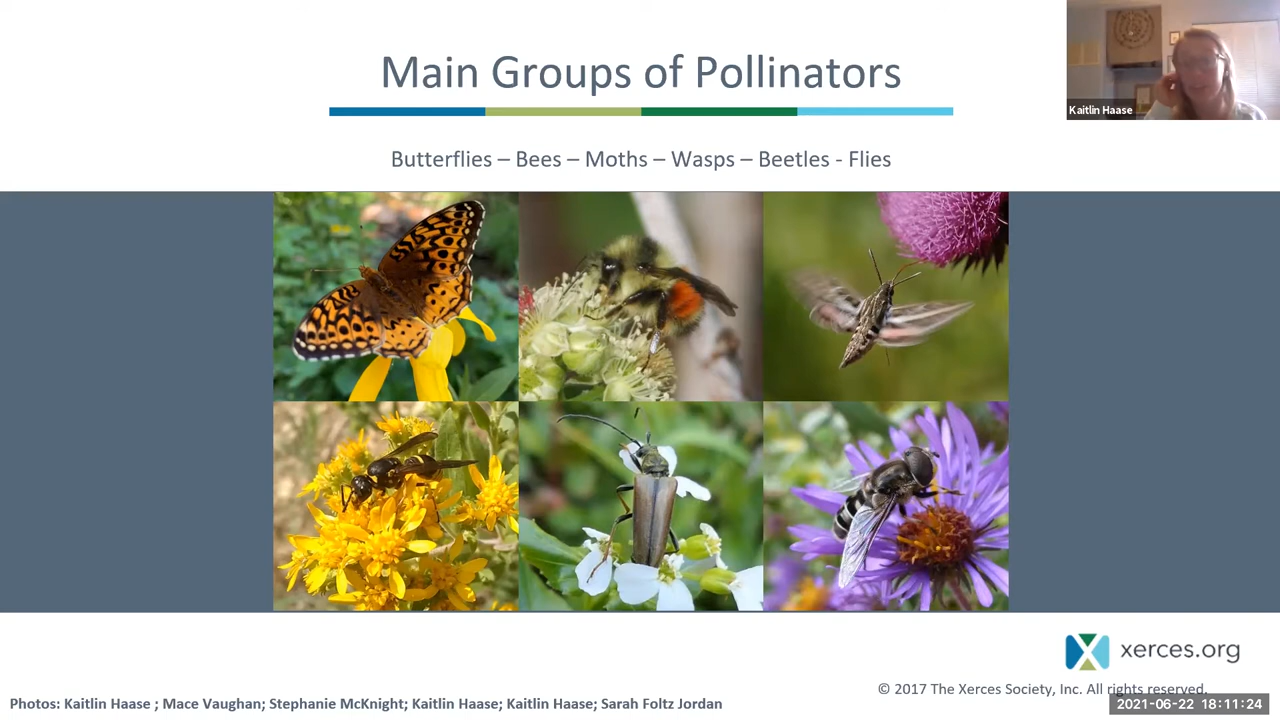 Main Groups of Pollinators
Kaitlin Haase
Butterflies – Bees – Moths – Wasps – Beetles - Flies
xerces.org
© 2017 The Xerces Society, Inc. All rights reserved.
Photos: Kaitlin Haase ; Mace Vaughan; Stephanie McKnight; Kaitlin Haase; Kaitlin Haase; Sarah Foltz Jordan
2021-06-22 18:11:24